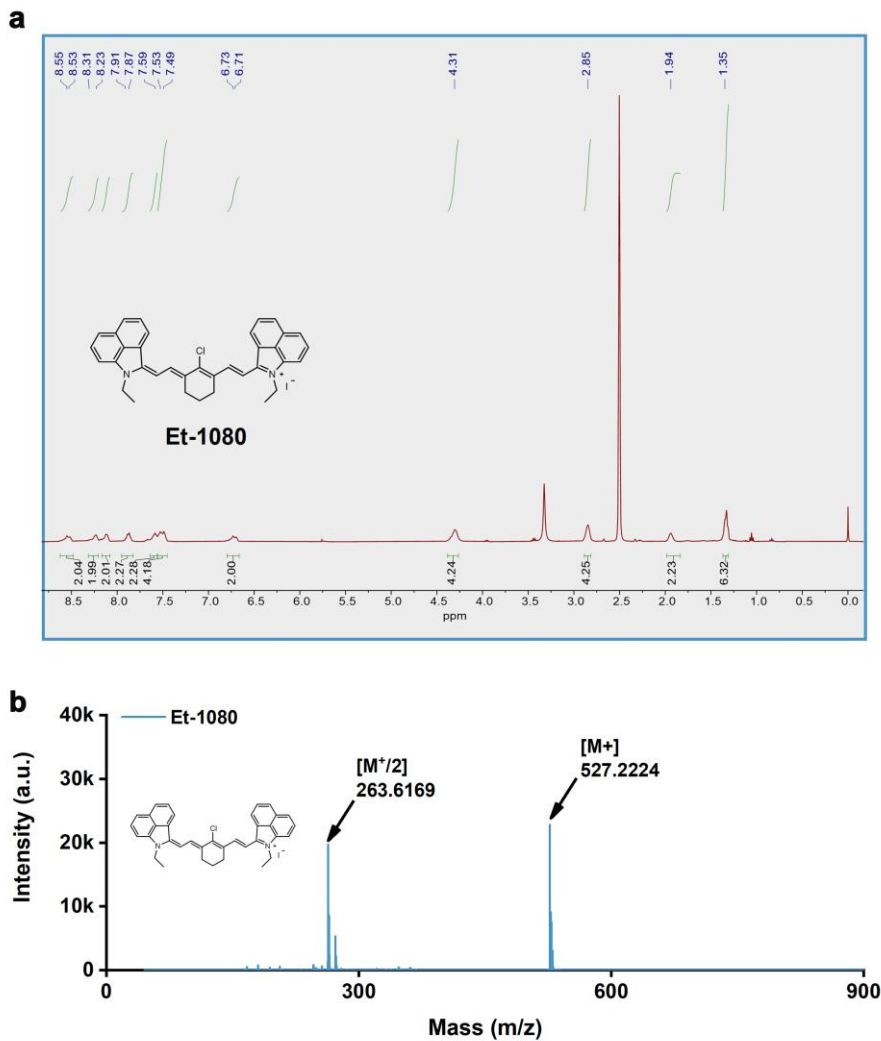 a
8.55
8.53
8.31
8.23
7.91
7.87
7.59
7.53
7.49
6.73
6.71
4.31
2.85
1.94
1.35
Cl
N
N+
I-
Et-1080
2.04
1.99
2.01
2.27
2.28
4.18
2.00
4.24
4.25
2.23
6.32
8.5 8.0 7.5 7.0 6.5 6.0 5.5 5.0 4.5 4.0 3.5 3.0 2.5 2.0 1.5 1.0 0.5 0.0
ppm
b
Et-1080
[M+/2]
263.6169
[M+]
527.2224
Cl
N
N+
I-
40k
30k
20k
10k
0
Intensity (a.u.)
0 300 600 900
Mass (m/z)